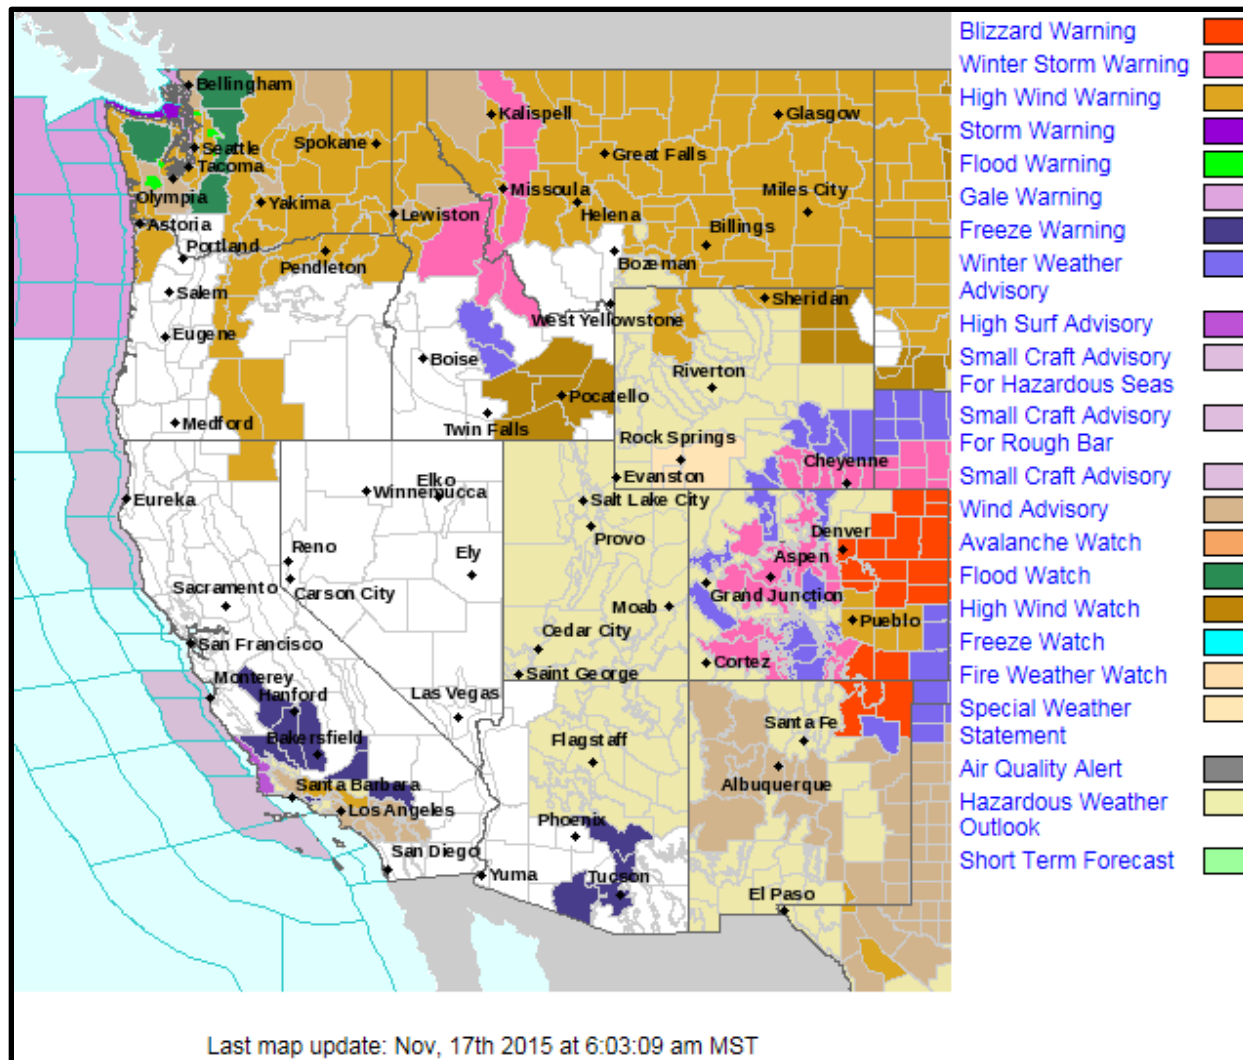 Bellingham
Kalispell
Glasgow
Seattle
Spokane
Great Falls
Tacoma
Olympia
Missoula
Miles City
Yakima
Lewiston
Helena
Astoria
Billings
Portland
Pendleton
Bozeman
Salem
Sheridan
Eugene
West Yellowstone
Boise
Riverton
Pocatello
Medford
Twin Falls
Rock Springs
Cheyenne
Evanston
Elko
Eureka
Winnemucca
Salt Lake City
Provo
Denver
Reno
Ely
Aspen
Sacramento
Carson City
Grand Junction
Moab
Pueblo
San Francisco
Cedar City
Cortez
Saint George
Monterey
Hanford
Las Vegas
Santa Fe
Bakersfield
Flagstaff
Albuquerque
Santa Barbara
Los Angeles
Phoenix
San Diego
Yuma
Tucson
El Paso
Blizzard Warning
Winter Storm Warning
High Wind Warning
Storm Warning
Flood Warning
Gale Warning
Freeze Warning
Winter Weather
Advisory
High Surf Advisory
Small Craft Advisory
For Hazardous Seas
Small Craft Advisory
For Rough Bar
Small Craft Advisory
Wind Advisory
Avalanche Watch
Flood Watch
High Wind Watch
Freeze Watch
Fire Weather Watch
Special Weather
Statement
Air Quality Alert
Hazardous Weather
Outlook
Short Term Forecast
Last map update: Nov, 17th 2015 at 6:03:09 am MST